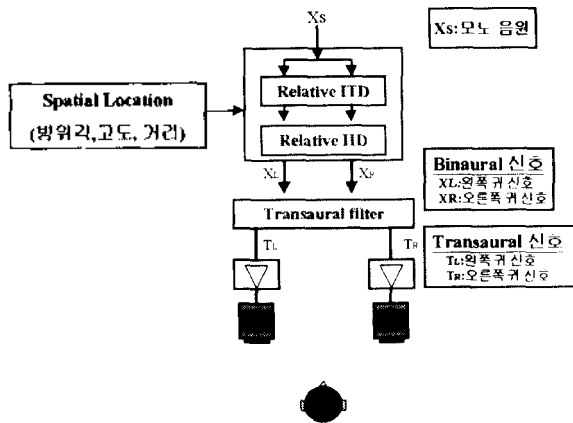 Xs
Xs:모노 음원
Spatial Location
(방위각,고도, 거리)
Relative ITD
Relative IID
XL
XR
Binaural 신호
XL:왼쪽 귀 신호
XR:오른쪽 귀 신호
Transaural filter
TL
TR
Transaural 신호
TL:왼쪽 귀 신호
TR:오른쪽 귀 신호